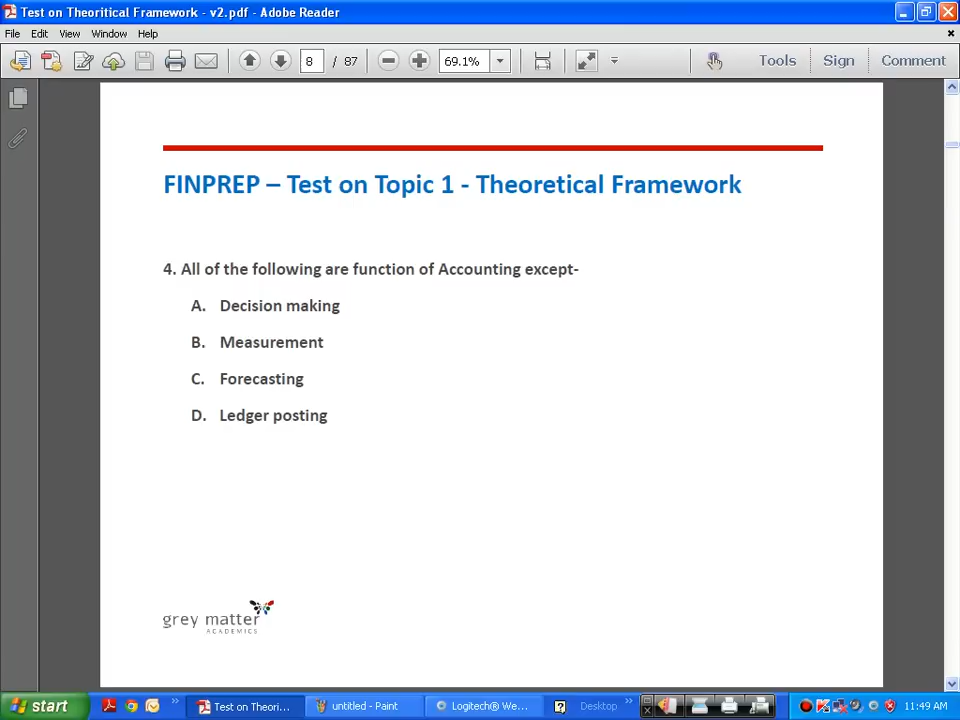 Test on Theoritical Framework - v2.pdf - Adobe Reader
File Edit View Window Help
8 / 87 69.1% Tools Sign Comment
FINPREP – Test on Topic 1 - Theoretical Framework
4. All of the following are function of Accounting except-
A. Decision making
B. Measurement
C. Forecasting
D. Ledger posting
grey matter
ACADEMICS
start Test on Theori... untitled - Paint Logitech® We... Desktop 11:49 AM